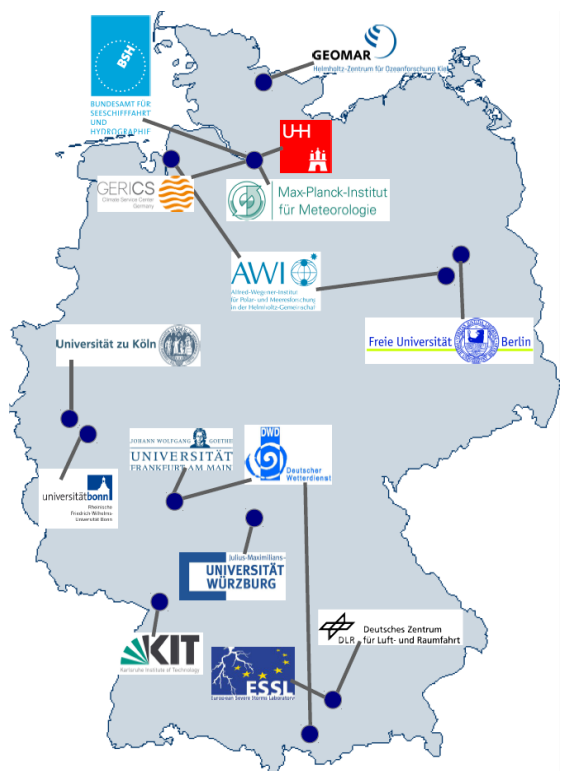 BSH
BUNDESAMT FÜR
SEESCHIFFFAHRT
UND
HYDROGRAPHIE
GEOMAR
Helmholtz-Zentrum für Ozeanforschung Kiel
UHH
GERICS
Climate Service Center
Germany
Max-Planck-Institut
für Meteorologie
AWI
Alfred-Wegener-Institut
für Polar- und Meeresforschung
in der Helmholtz-Gemeinschaft
Freie Universität Berlin
Universität zu Köln
JOHANN WOLFGANG GOETHE
UNIVERSITÄT
FRANKFURT AM MAIN
DWD
Deutscher
Wetterdienst
universitätbonn
Rheinische
Friedrich-Wilhelms-
Universität Bonn
Julius-Maximilians-
UNIVERSITÄT
WÜRZBURG
KIT
Karlsruhe Institute of Technology
DLR
Deutsches Zentrum
für Luft- und Raumfahrt
ESSL
European Severe Storms Laboratory